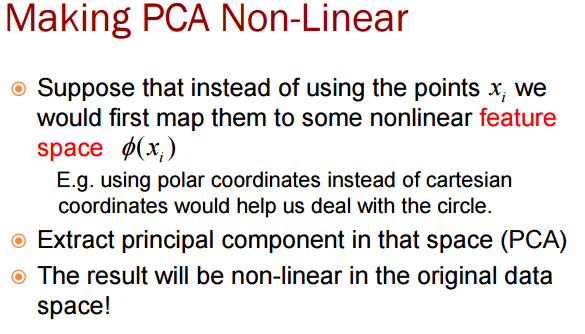 Making PCA Non-Linear
Suppose that instead of using the points x_i we
would first map them to some nonlinear feature
space ϕ(x_i)
E.g. using polar coordinates instead of cartesian
coordinates would help us deal with the circle.
Extract principal component in that space (PCA)
The result will be non-linear in the original data
space!